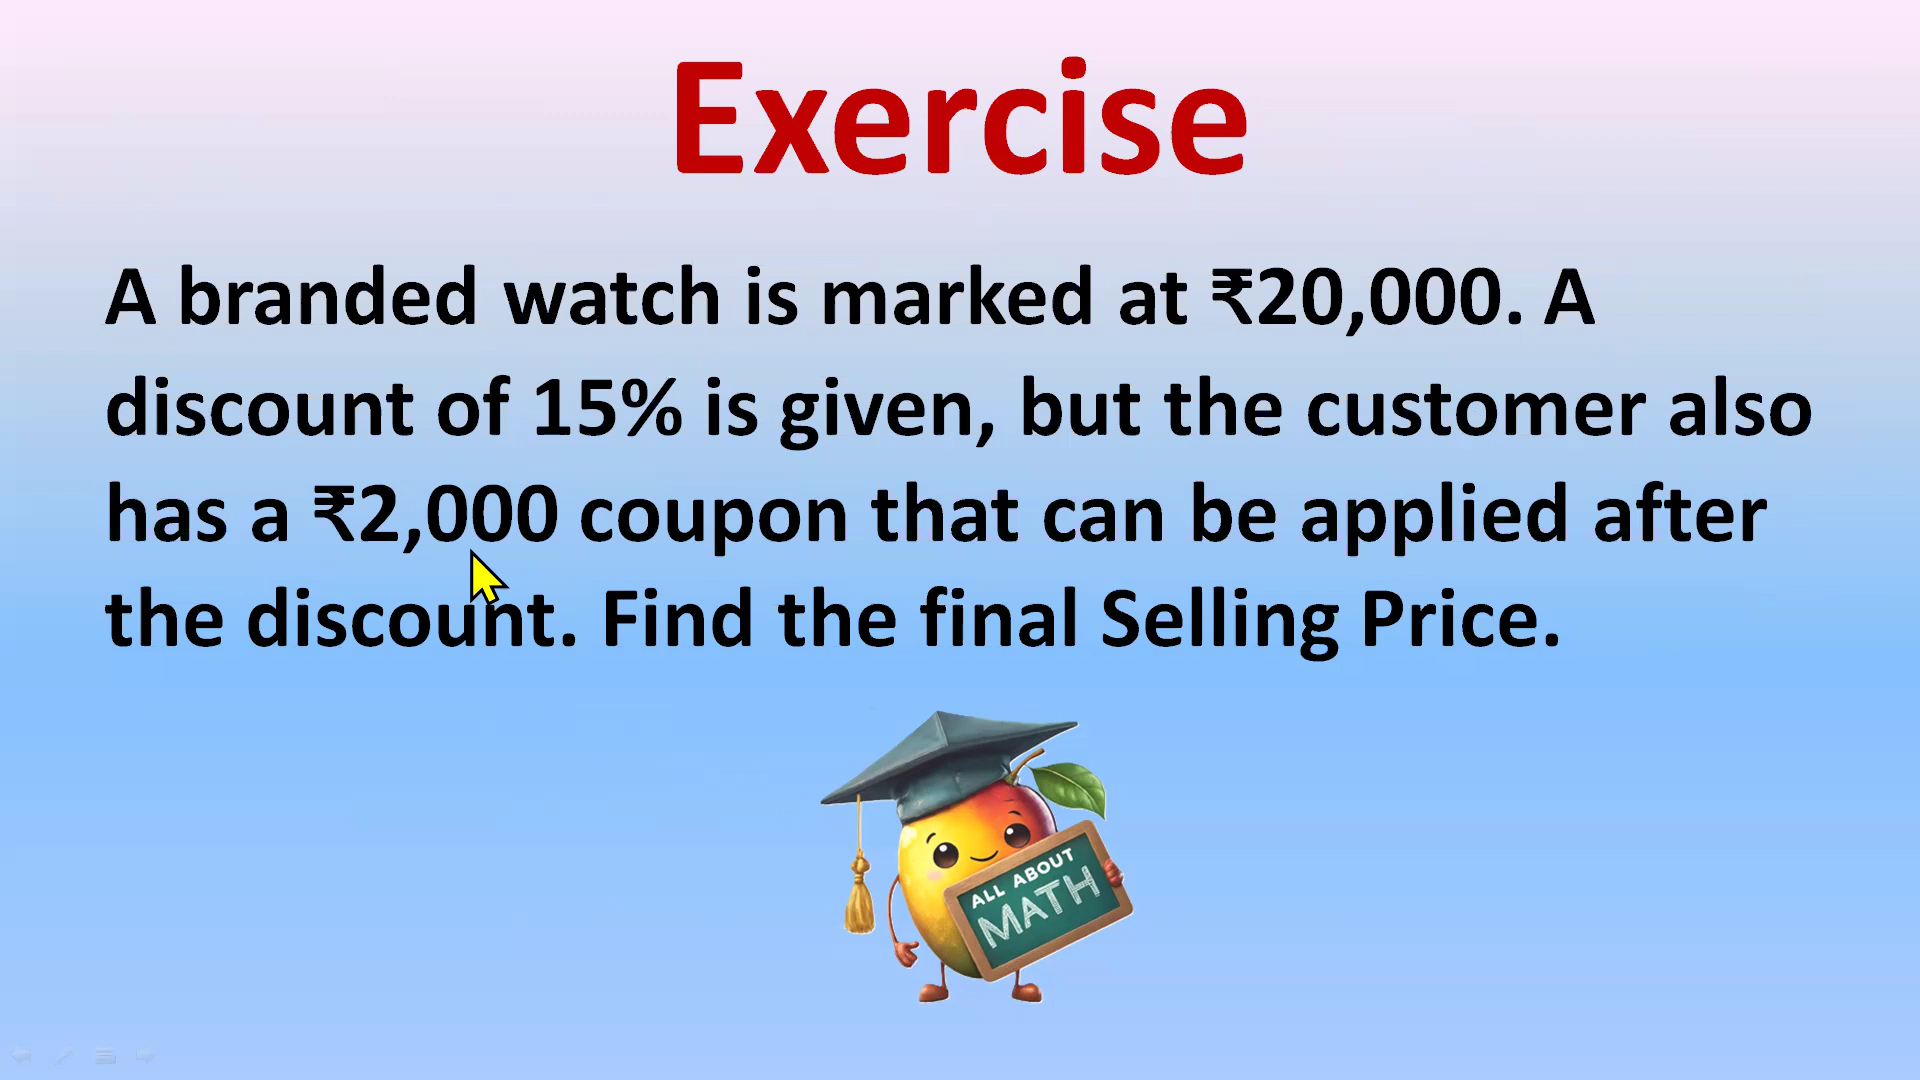 Exercise
A branded watch is marked at ₹20,000. A
discount of 15% is given, but the customer also
has a ₹2,000 coupon that can be applied after
the discount. Find the final Selling Price.
ALL ABOUT
MATH